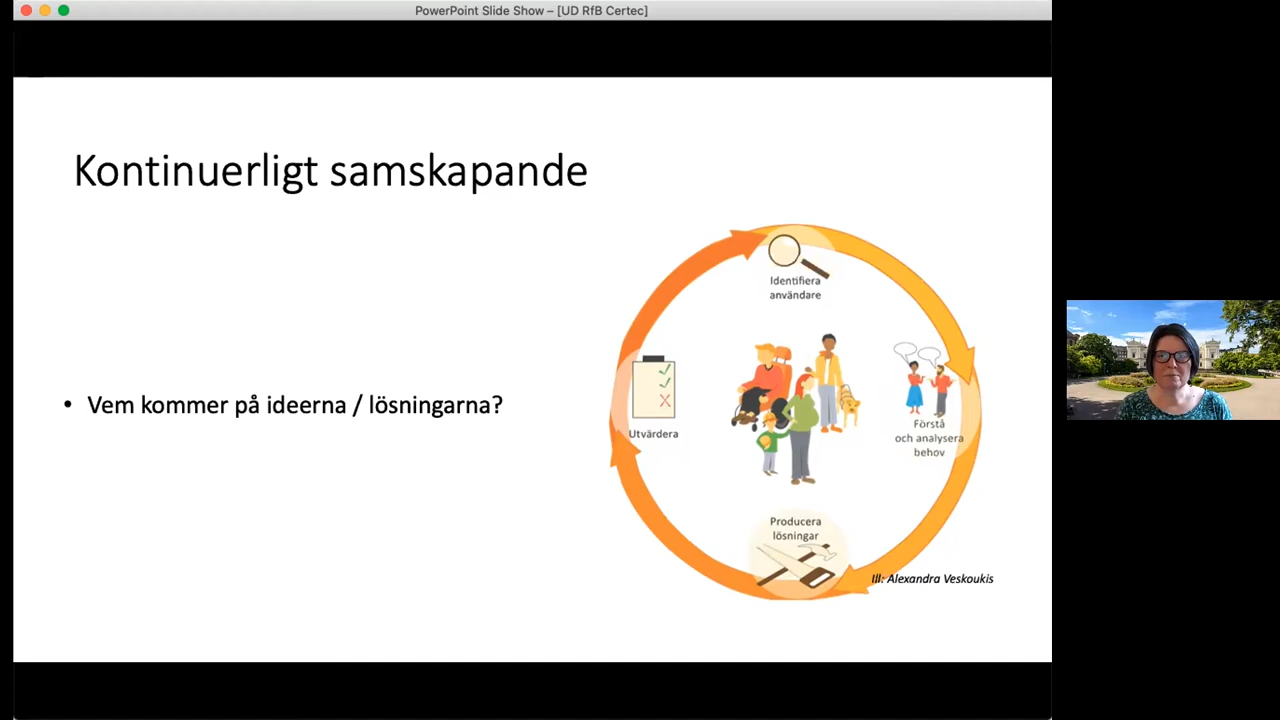 PowerPoint Slide Show – [UD RfB Certec]
Kontinuerligt samskapande
• Vem kommer på ideerna / lösningarna?
Identifiera
användare
Förstå
och analysera
behov
Producera
lösningar
Utvärdera
Ill: Alexandra Veskoukis